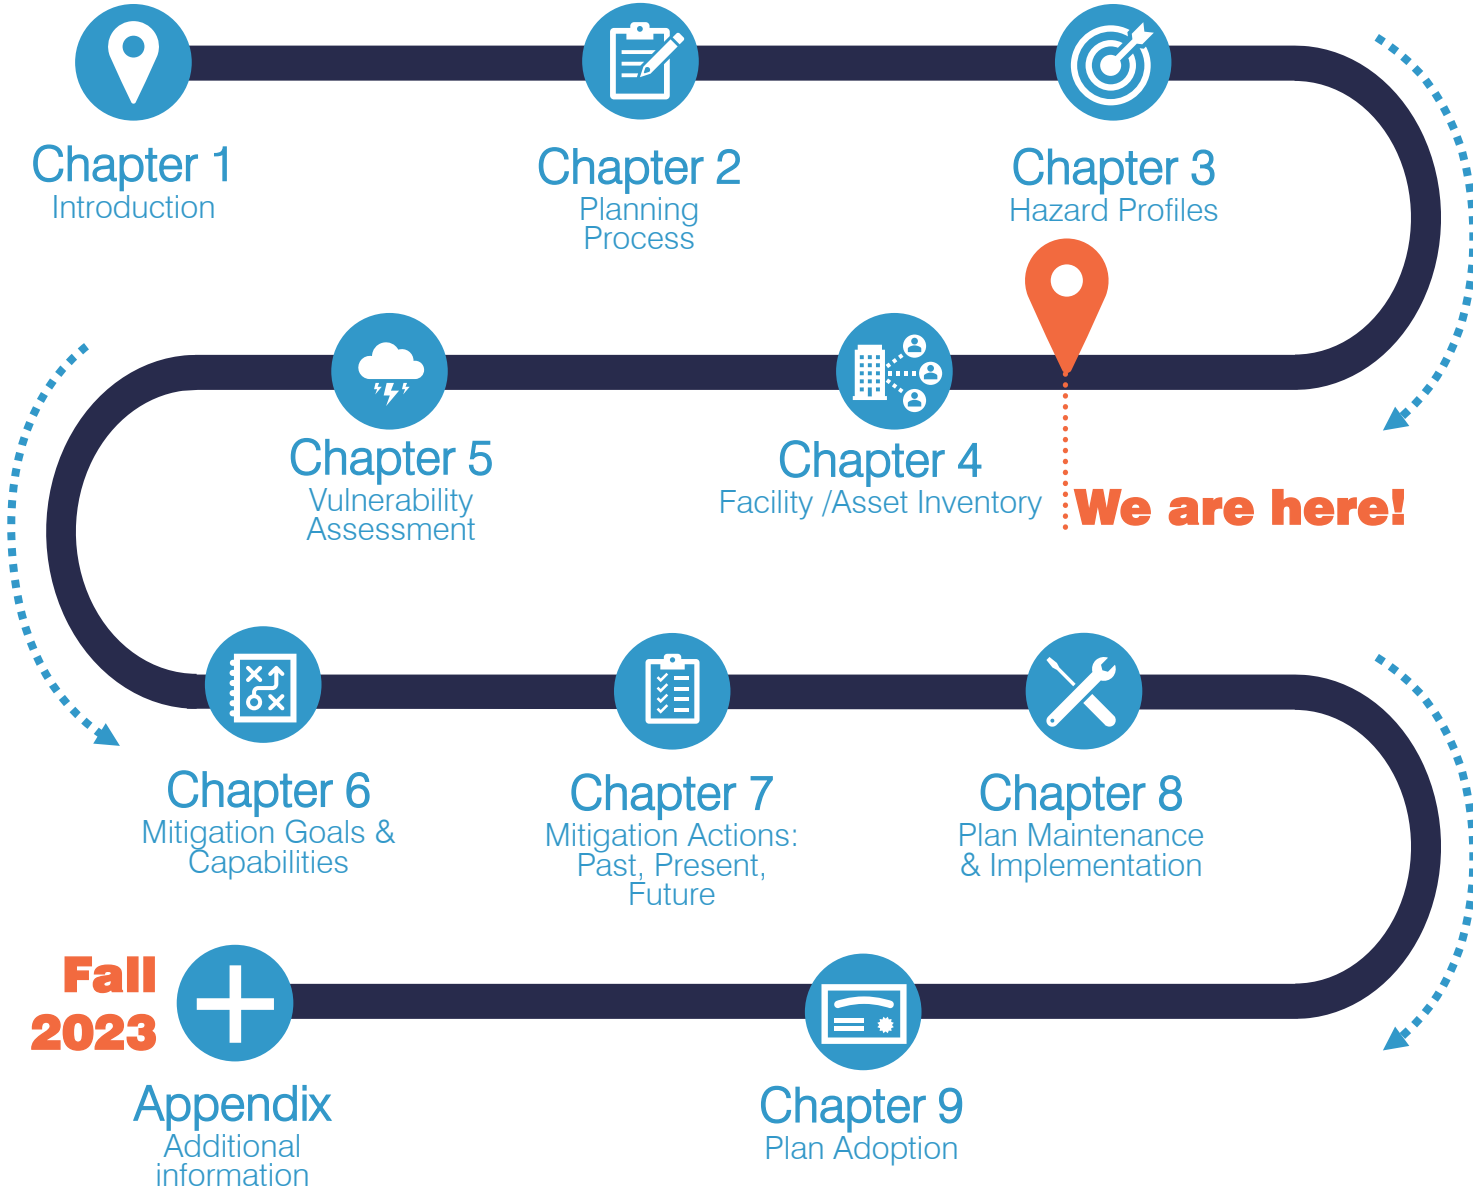 Chapter 1
Introduction
Chapter 2
Planning
Process
Chapter 3
Hazard Profiles
Chapter 5
Vulnerability
Assessment
Chapter 4
Facility /Asset Inventory
We are here!
Chapter 6
Mitigation Goals &
Capabilities
Chapter 7
Mitigation Actions:
Past, Present,
Future
Chapter 8
Plan Maintenance
& Implementation
Fall
2023
Appendix
Additional
information
Chapter 9
Plan Adoption